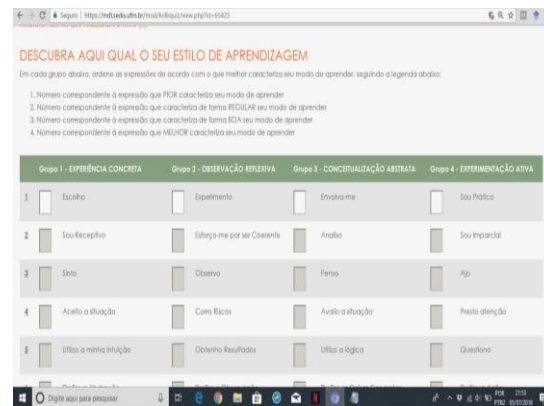 Seguro | https://mdl.sedis.ufrn.br/mod/kolbquiz/view.php?id=65423
DESCUBRA AQUI QUAL O SEU ESTILO DE APRENDIZAGEM
Em cada grupo abaixo, ordene as expressões de acordo com o que melhor caracteriza seu modo de aprender, seguindo a legenda abaixo:
1. Número correspondente à expressão que PIOR caracteriza seu modo de aprender
2. Número correspondente à expressão que caracteriza de forma REGULAR seu modo de aprender
3. Número correspondente à expressão que caracteriza de forma BOA seu modo de aprender
4. Número correspondente à expressão que MELHOR caracteriza seu modo de aprender
Grupo 1 - EXPERIÊNCIA CONCRETA Grupo 2 - OBSERVAÇÃO REFLEXIVA Grupo 3 - CONCEITUALIZAÇÃO ABSTRATA Grupo 4 - EXPERIMENTAÇÃO ATIVA
1 Escolho Experimento Envolvo-me Sou Prático
2 Sou Receptivo Esforço-me por ser Coerente Analiso Sou Imparcial
3 Sinto Observo Penso Ajo
4 Aceito a situação Corro Riscos Avalio a situação Presto atenção
5 Utilizo a minha intuição Obtenho Resultados Utilizo a lógica Questiono
Digite aqui para pesquisar
POR 21:53
PTB2 05/07/2018